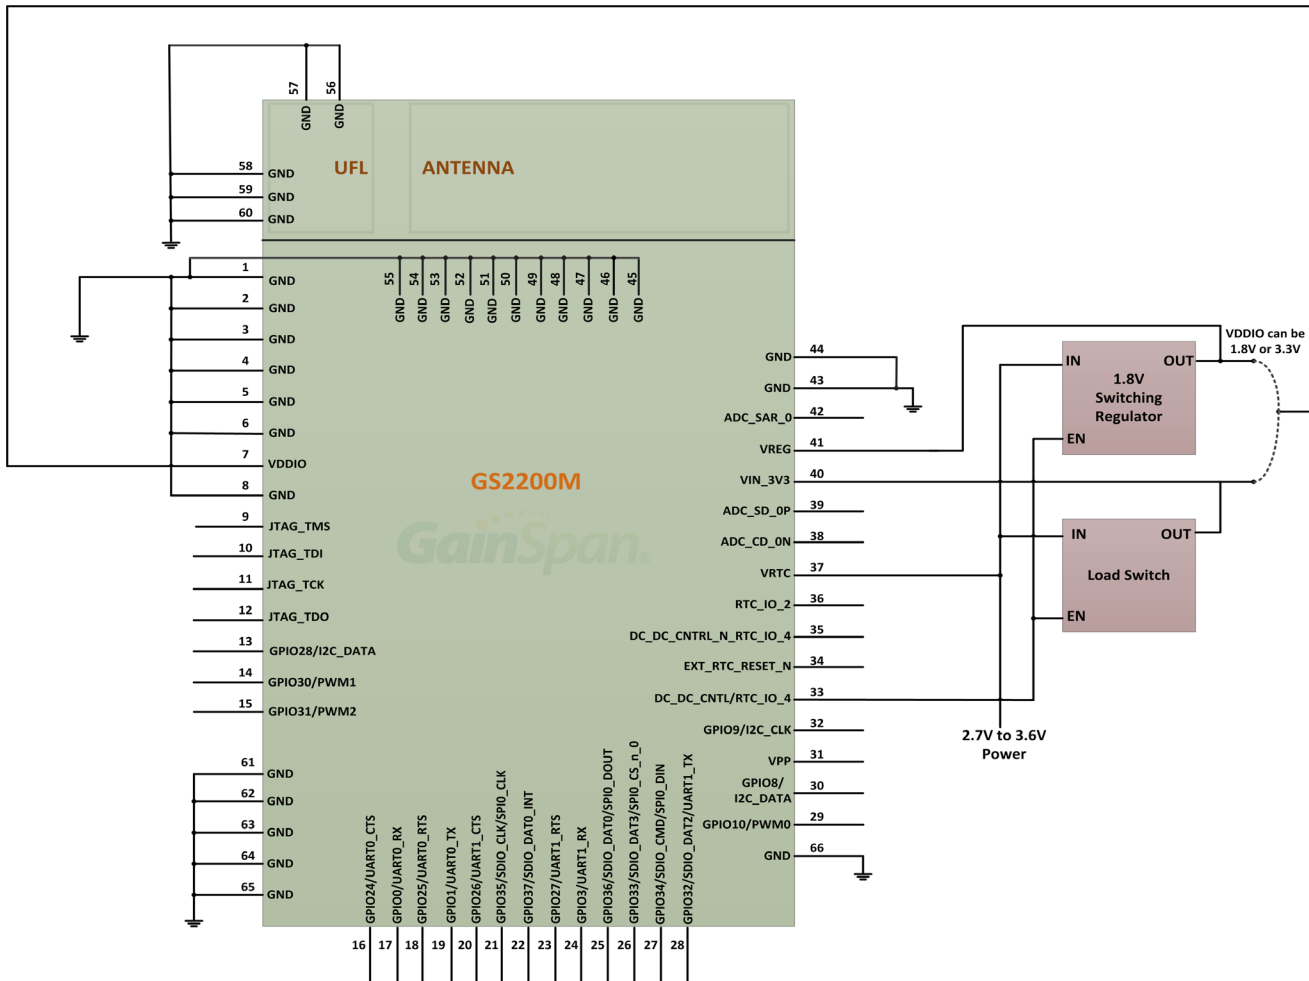 57
56
GND
GND
UFL
ANTENNA
58
GND
59
GND
60
GND
1
GND
2
GND
3
GND
4
GND
5
GND
6
GND
7
VDDIO
8
GND
9
JTAG_TMS
10
JTAG_TDI
11
JTAG_TCK
12
JTAG_TDO
13
GPIO28/I2C_DATA
14
GPIO30/PWM1
15
GPIO31/PWM2
61
GND
62
GND
63
GND
64
GND
65
GND
55
54
53
52
51
50
49
48
47
46
45
GND
GND
GND
GND
GND
GND
GND
GND
GND
GND
GND
GS2200M
GainSpan®
GND
44
GND
43
ADC_SAR_0
42
VREG
41
VIN_3V3
40
ADC_SD_0P
39
ADC_CD_0N
38
VRTC
37
RTC_IO_2
36
DC_DC_CNTRL_N_RTC_IO_4
35
EXT_RTC_RESET_N
34
DC_DC_CNTL/RTC_IO_4
33
GPIO9/I2C_CLK
32
VPP
31
GPIO8/
I2C_DATA
30
GPIO10/PWM0
29
GND
66
GPIO24/UART0_CTS
GPIO0/UART0_RX
GPIO25/UART0_RTS
GPIO1/UART0_TX
GPIO26/UART1_CTS
GPIO35/SDIO_CLK/SPI0_CLK
GPIO37/SDIO_DAT0_INT
GPIO27/UART1_RTS
GPIO3/UART1_RX
GPIO36/SDIO_DAT0/SPI0_DOUT
GPIO33/SDIO_DAT3/SPI0_CS_n_0
GPIO34/SDIO_CMD/SPI0_DIN
GPIO32/SDIO_DAT2/UART1_TX
16
17
18
19
20
21
22
23
24
25
26
27
28
VDDIO can be
1.8V or 3.3V
IN
OUT
1.8V
Switching
Regulator
EN
IN
OUT
Load Switch
EN
2.7V to 3.6V
Power